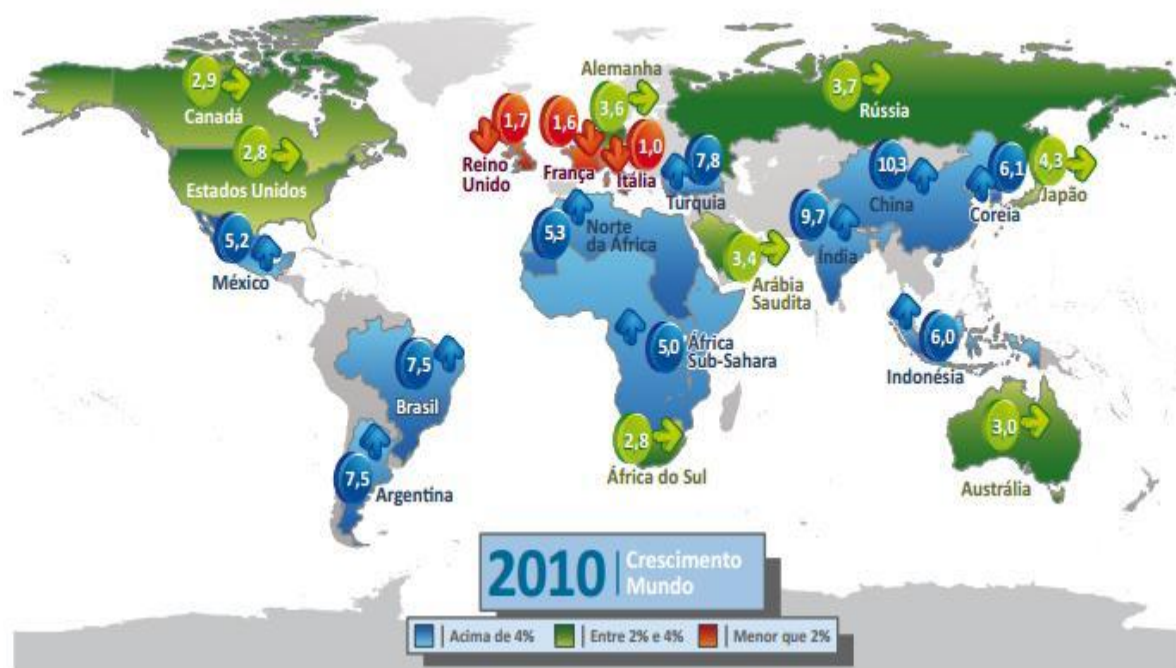 2,9
Canadá
2,8
Estados Unidos
5,2
México
7,5
Brasil
7,5
Argentina
1,7
Reino
Unido
1,6
França
Alemanha
3,6
1,0
Itália
7,8
Turquia
3,7
Rússia
10,3
China
6,1
Coreia
4,3
Japão
9,7
Índia
5,3
Norte
da África
3,4
Arábia
Saudita
5,0
África
Sub-Sahara
2,8
África do Sul
6,0
Indonésia
3,0
Austrália
2010 | Crescimento
Mundo
| Acima de 4% | Entre 2% e 4% | Menor que 2%